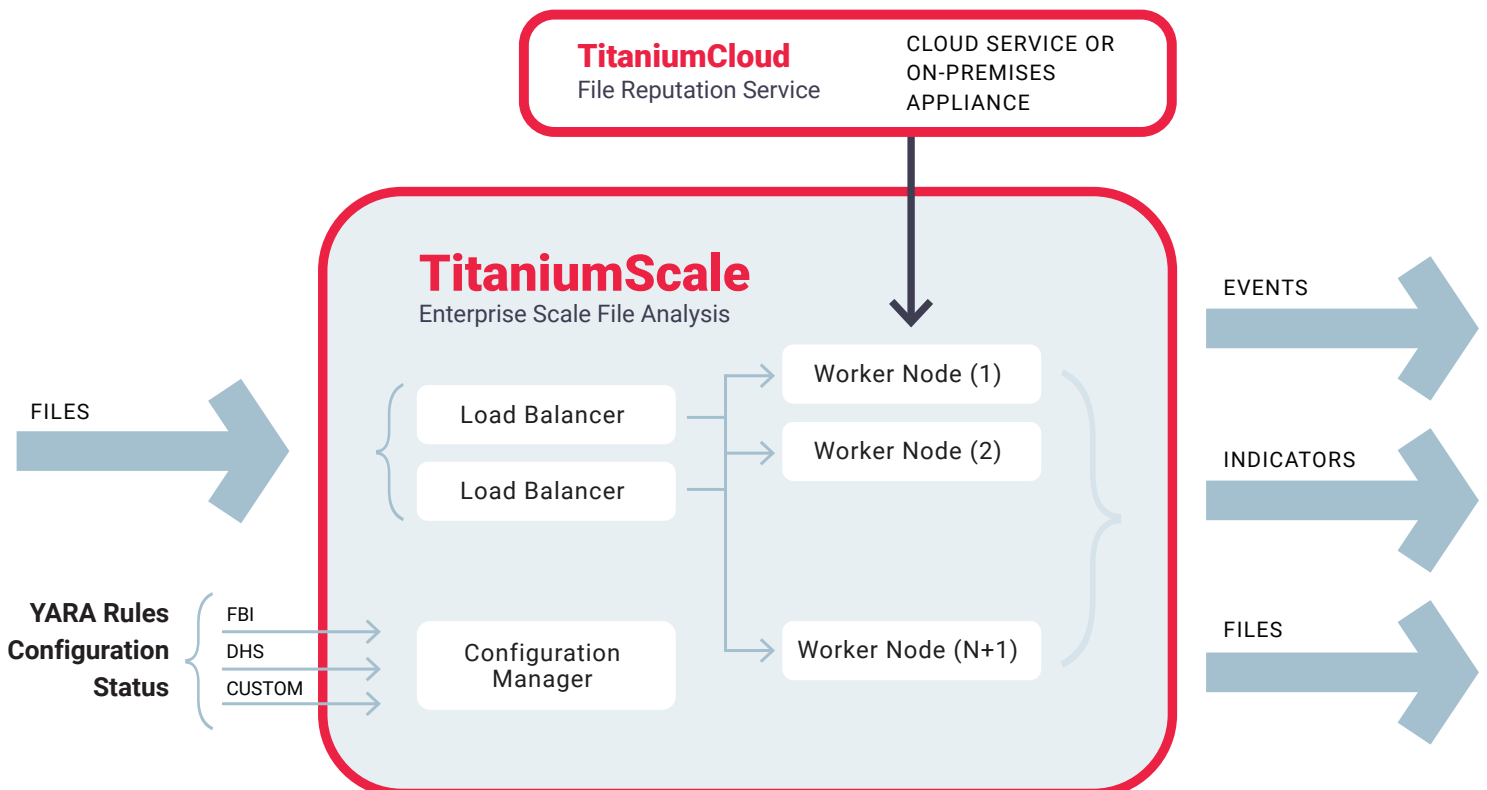 TitaniumCloud
File Reputation Service
CLOUD SERVICE OR
ON-PREMISES
APPLIANCE
TitaniumScale
Enterprise Scale File Analysis
FILES
Load Balancer
Load Balancer
Worker Node (1)
Worker Node (2)
Worker Node (N+1)
YARA Rules
Configuration
Status
FBI
DHS
CUSTOM
Configuration
Manager
EVENTS
INDICATORS
FILES